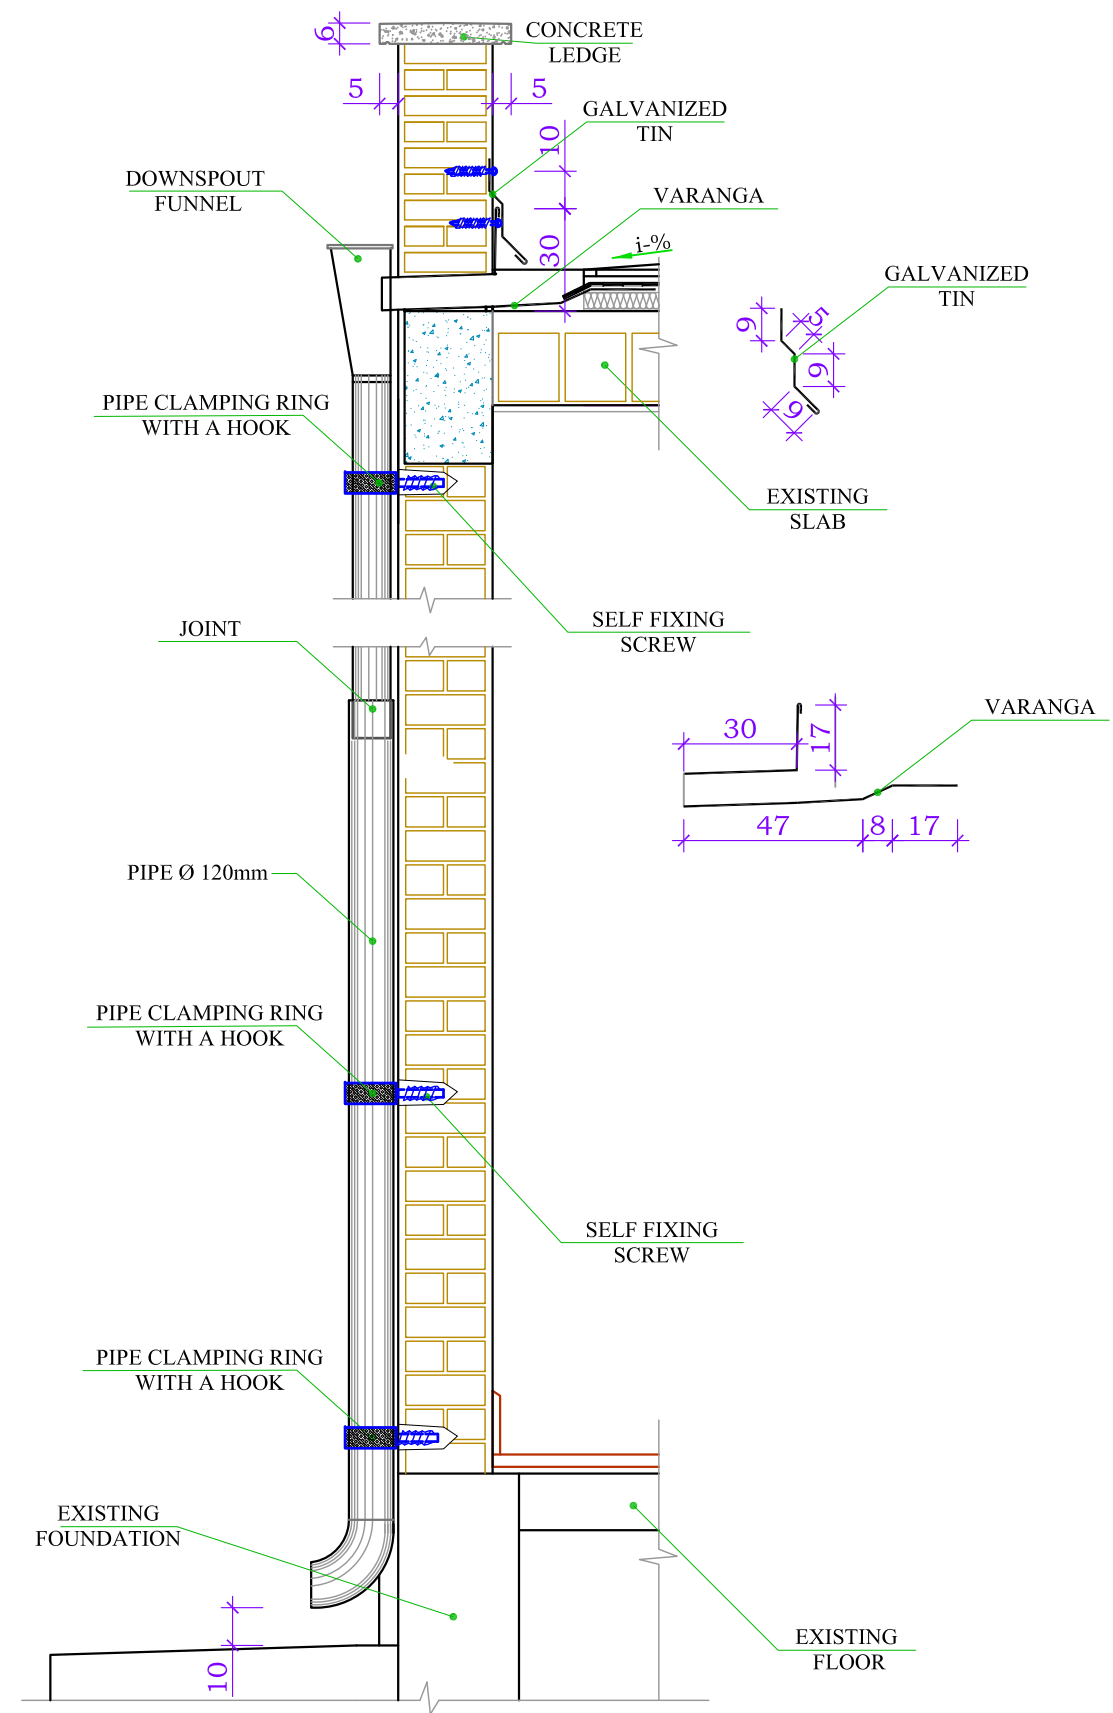 CONCRETE
LEDGE
6
5
5
GALVANIZED
TIN
10
DOWNSPOUT
FUNNEL
VARANGA
i-%
30
GALVANIZED
TIN
9
5
9
9
PIPE CLAMPING RING
WITH A HOOK
EXISTING
SLAB
SELF FIXING
SCREW
JOINT
VARANGA
30
17
47
8
17
PIPE Ø 120mm
PIPE CLAMPING RING
WITH A HOOK
SELF FIXING
SCREW
PIPE CLAMPING RING
WITH A HOOK
EXISTING
FOUNDATION
EXISTING
FLOOR
10